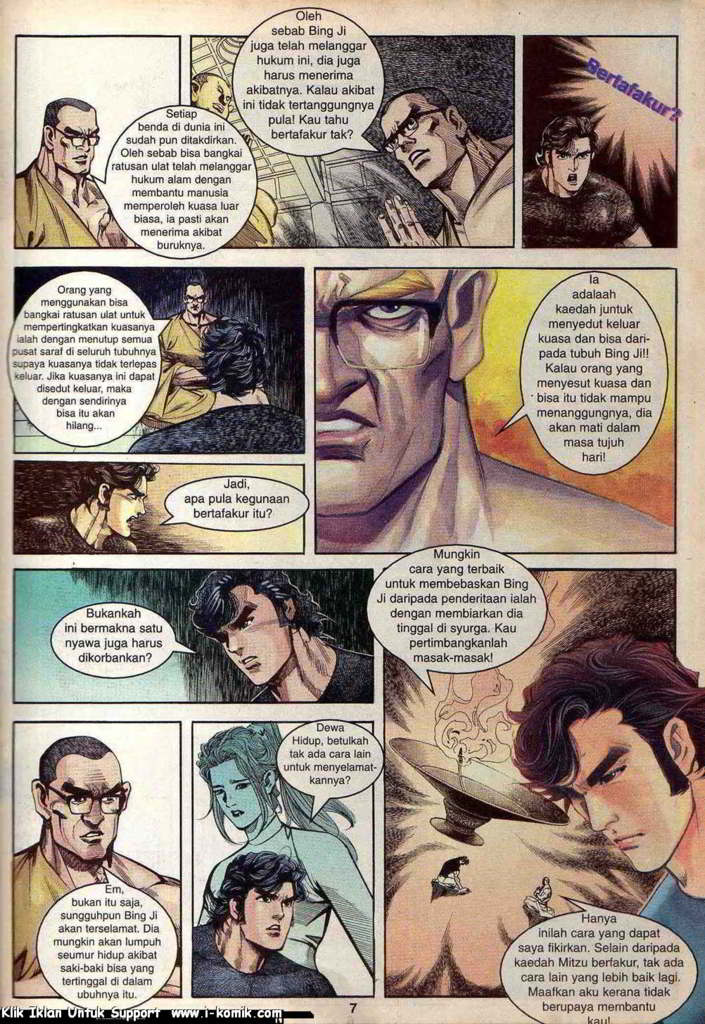 Setiap
benda di dunia ini
sudah pun ditakdirkan.
Oleh sebab bisa bangkai
ratusan ulat telah melanggar
hukum alam dengan
membantu manusia
memperoleh kuasa luar
biasa, ia pasti akan
menerima akibat
buruknya.
Oleh
sebab Bing Ji
juga telah melanggar
hukum ini, dia juga
harus menerima
akibatnya. Kalau akibat
ini tidak tertanggungnya
pula! Kau tahu
bertafakur tak?
Bertafakur?
Orang yang
menggunakan bisa
bangkai ratusan ulat untuk
mempertingkatkan kuasanya
ialah dengan menutup semua
pusat saraf di seluruh tubuhnya
supaya kuasanya tidak terlepas
keluar. Jika kuasanya ini dapat
disedut keluar, maka
dengan sendirinya
bisa itu akan
hilang...
Ia
adalaah
kaedah juntuk
menyedut keluar
kuasa dan bisa dari-
pada tubuh Bing Ji!!
Kalau orang yang
menyesut kuasa dan
bisa itu tidak mampu
menanggungnya, dia
akan mati dalam
masa tujuh
hari!
Jadi,
apa pula kegunaan
bertafakur itu?
Bukankah
ini bermakna satu
nyawa juga harus
dikorbankan?
Mungkin
cara yang terbaik
untuk membebaskan Bing
Ji daripada penderitaan ialah
dengan membiarkan dia
tinggal di syurga. Kau
pertimbangkanlah
masak-masak!
Em,
bukan itu saja,
sungguhpun Bing Ji
akan terselamat. Dia
mungkin akan lumpuh
seumur hidup akibat
saki-baki bisa yang
tertinggal di dalam
ubuhnya itu.
Dewa
Hidup, betulkah
tak ada cara lain
untuk menyelamat-
kannya?
Hanya
ini cara yang dapat
saya fikirkan. Selain daripada
kaedah Mitzu berfakur, tak ada
cara lain yang lebih baik lagi.
Maafkan aku kerana tidak
berupaya membantu
kau!
Klik Iklan Untuk Support www.i-komik.com
7